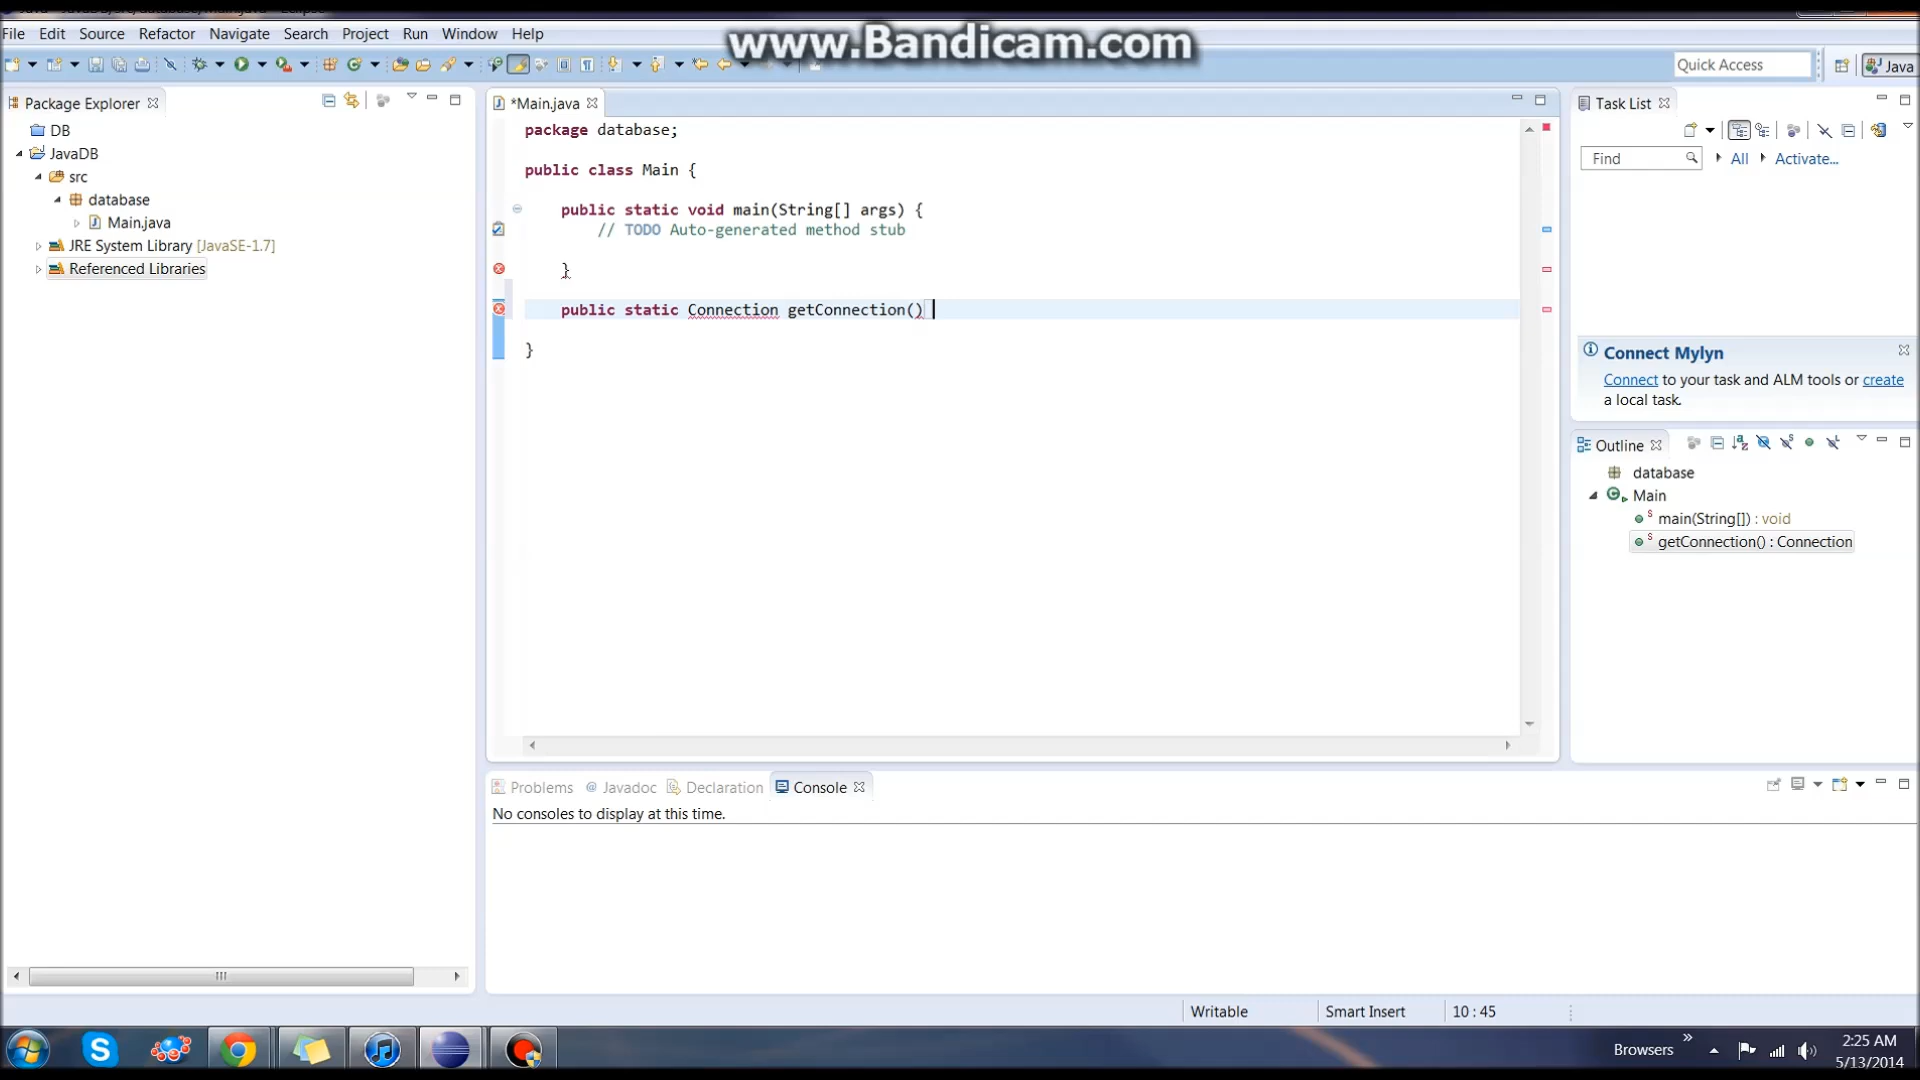 www.Bandicam.com
File Edit Source Refactor Navigate Search Project Run Window Help
Quick Access
Java
Package Explorer
DB
JavaDB
src
database
Main.java
JRE System Library [JavaSE-1.7]
Referenced Libraries
*Main.java
package database;
public class Main {
public static void main(String[] args) {
// TODO Auto-generated method stub
}
public static Connection getConnection()
}
Task List
Find
All
Activate...
Connect Mylyn
Connect to your task and ALM tools or create
a local task.
Outline
database
Main
main(String[]) : void
getConnection() : Connection
Problems @ Javadoc Declaration Console
No consoles to display at this time.
Writable
Smart Insert
10 : 45
Browsers
2:25 AM
5/13/2014